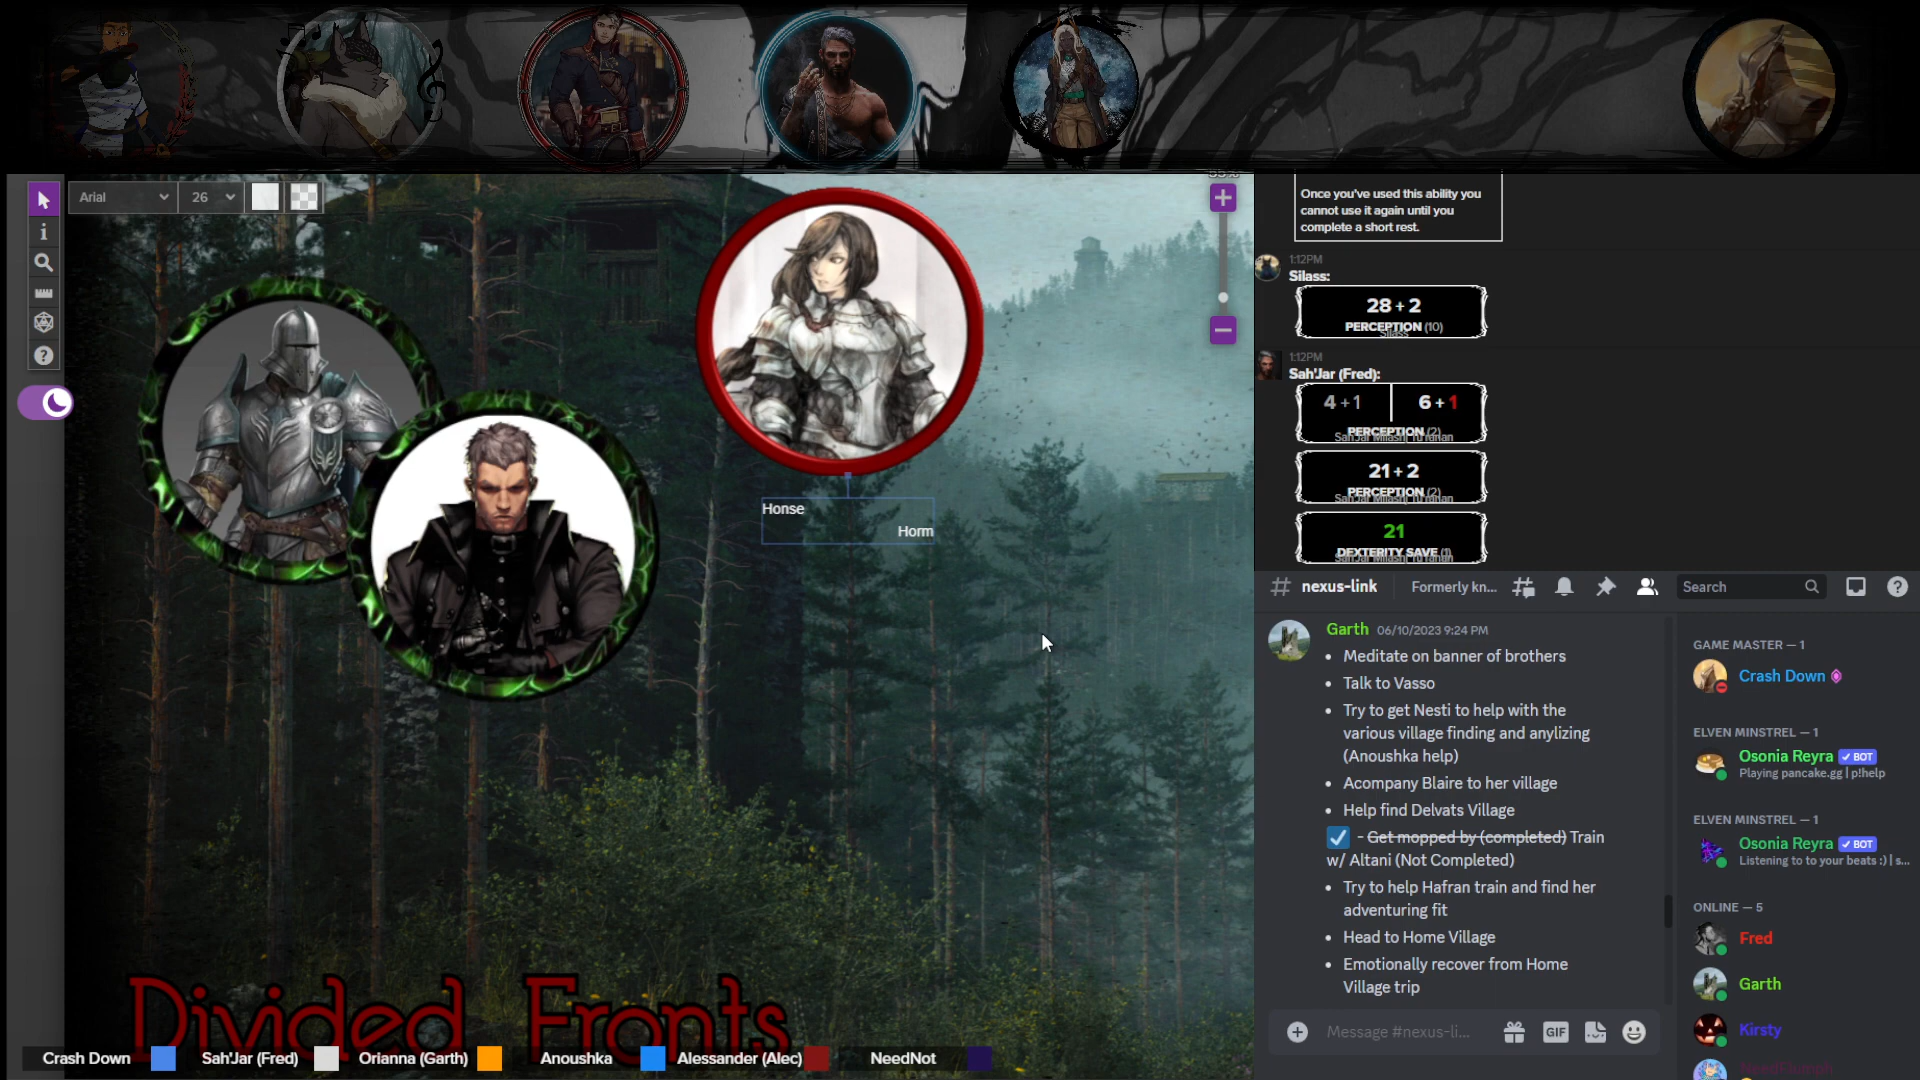 Arial
26
Honse
Horm
Divided Fronts
Crash Down
Sah'Jar (Fred)
Orianna (Garth)
Anoushka
Alessander (Alec)
NeedNot
Once you've used this ability you
cannot use it again until you
complete a short rest.
1:12PM
Silass:
28 + 2
PERCEPTION (10)
Silass
1:12PM
Sah'Jar (Fred):
4 + 1
6 + 1
PERCEPTION (2)
21 + 2
PERCEPTION (2)
21
DEXTERITY SAVE (1)
nexus-link
Formerly kn...
Search
Garth 06/10/2023 9:24 PM
• Meditate on banner of brothers
• Talk to Vasso
• Try to get Nesti to help with the
various village finding and anylizing
(Anoushka help)
• Acompany Blaire to her village
• Help find Delvats Village
- Get mopped by (completed) Train
w/ Altani (Not Completed)
• Try to help Hafran train and find her
adventuring fit
• Head to Home Village
• Emotionally recover from Home
Village trip
Message #nexus-li...
GIF
GAME MASTER — 1
Crash Down
ELVEN MINSTREL — 1
Osonia Reyra ✓ BOT
Playing pancake.gg | p!help
ELVEN MINSTREL — 1
Osonia Reyra ✓ BOT
Listening to to your beats :) | s...
ONLINE — 5
Fred
Garth
Kirsty